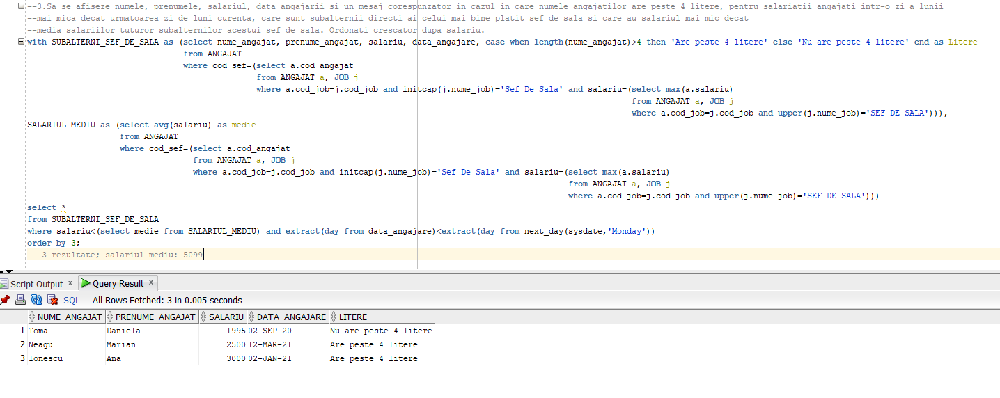 --3.Sa se afiseze numele, prenumele, salariul, data angajarii si un mesaj corespunzator in cazul in care numele angajatilor are peste 4 litere, pentru salariatii angajati intr-o zi a lunii
--mai mica decat urmatoarea zi de luni curenta, care sunt subalternii directi ai celui mai bine platit sef de sala si care au salariul mai mic decat
--media salariilor tuturor subalternilor acestui sef de sala. Ordonati crescator dupa salariu.
with SUBALTERNI_SEF_DE_SALA as (select nume_angajat, prenume_angajat, salariu, data_angajare, case when length(nume_angajat)>4 then 'Are peste 4 litere' else 'Nu are peste 4 litere' end as Litere
from ANGAJAT
where cod_sef=(select a.cod_angajat
from ANGAJAT a, JOB j
where a.cod_job=j.cod_job and initcap(j.nume_job)='Sef De Sala' and salariu=(select max(a.salariu)
from ANGAJAT a, JOB j
where a.cod_job=j.cod_job and upper(j.nume_job)='SEF DE SALA'))),
SALARIUL_MEDIU as (select avg(salariu) as medie
from ANGAJAT
where cod_sef=(select a.cod_angajat
from ANGAJAT a, JOB j
where a.cod_job=j.cod_job and initcap(j.nume_job)='Sef De Sala' and salariu=(select max(a.salariu)
from ANGAJAT a, JOB j
where a.cod_job=j.cod_job and upper(j.nume_job)='SEF DE SALA')))
select *
from SUBALTERNI_SEF_DE_SALA
where salariu<(select medie from SALARIUL_MEDIU) and extract(day from data_angajare)<extract(day from next_day(sysdate,'Monday'))
order by 3;
-- 3 rezultate; salariul mediu: 5099
Script Output x Query Result x
SQL | All Rows Fetched: 3 in 0.005 seconds
NUME_ANGAJAT PRENUME_ANGAJAT SALARIU DATA_ANGAJARE LITERE
1 Toma Daniela 1995 02-SEP-20 Nu are peste 4 litere
2 Neagu Marian 2500 12-MAR-21 Are peste 4 litere
3 Ionescu Ana 3000 02-JAN-21 Are peste 4 litere